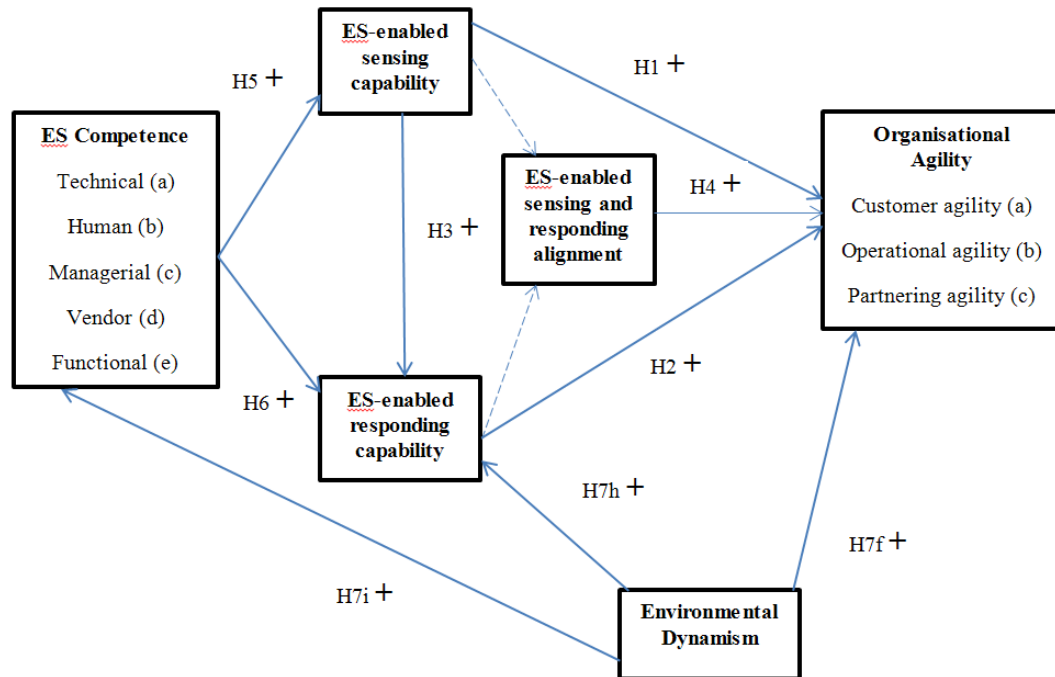 ES-enabled
sensing
capability
H5 +
H1 +
ES Competence
Technical (a)
Human (b)
Managerial (c)
Vendor (d)
Functional (e)
Organisational
Agility
Customer agility (a)
Operational agility (b)
Partnering agility (c)
ES-enabled
sensing and
responding
alignment
H4 +
H3 +
H2 +
H6 +
ES-enabled
responding
capability
H7h +
H7f +
H7i +
Environmental
Dynamism